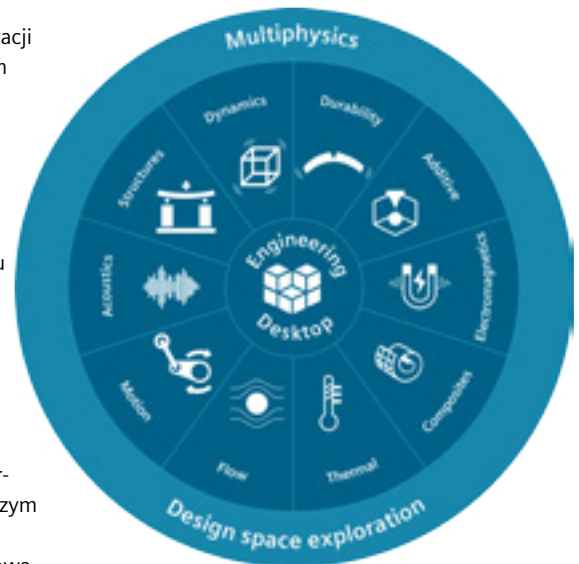 acji
u
r-
zym
Multiphysics
Dynamics
Durability
Structures
Additive
Acoustics
Engineering
Desktop
Electromagnetics
Motion
Composites
Flow
Thermal
Design space exploration